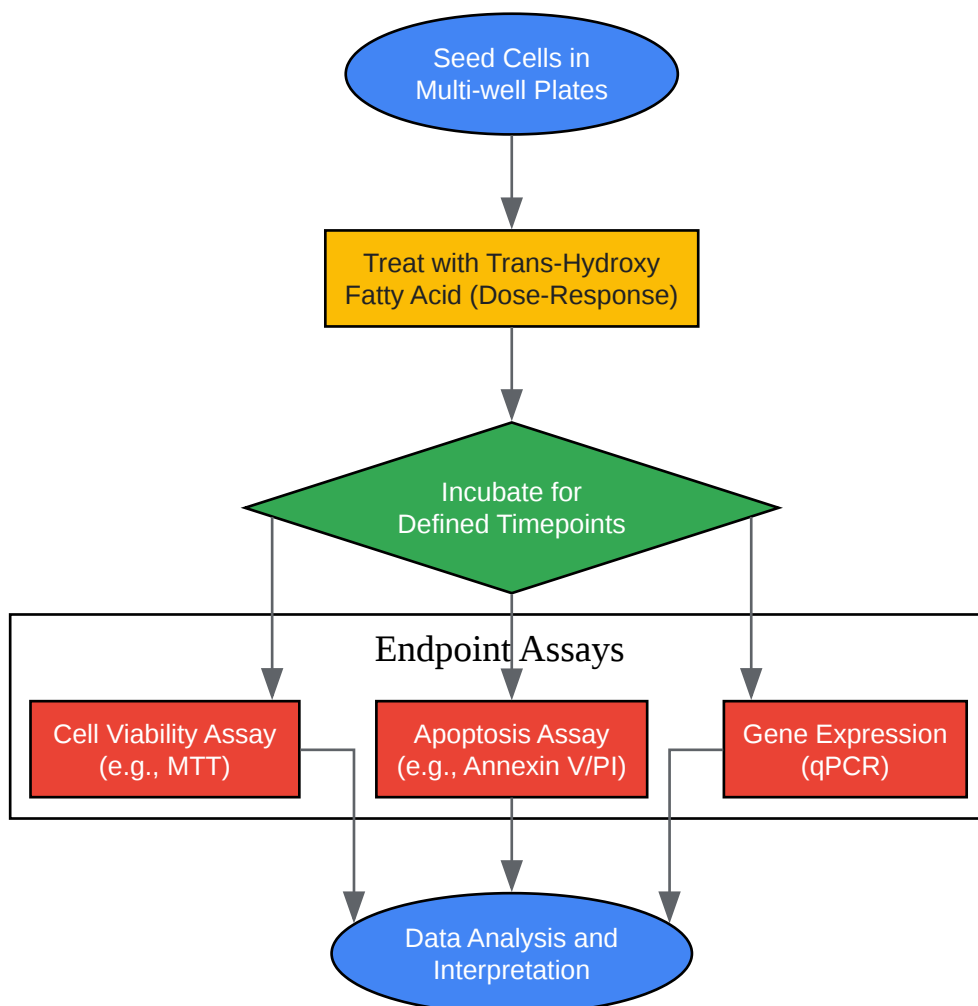 Seed Cells in
Multi-well Plates
Treat with Trans-Hydroxy
Fatty Acid (Dose-Response)
Incubate for
Defined Timepoints
Endpoint Assays
Cell Viability Assay
(e.g., MTT)
Apoptosis Assay
(e.g., Annexin V/PI)
Gene Expression
(qPCR)
Data Analysis and
Interpretation